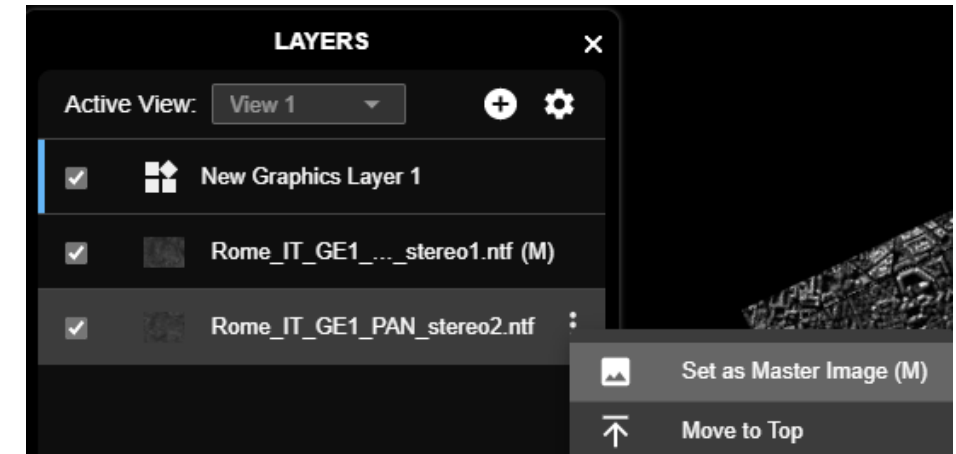 LAYERS
Active View: View 1
New Graphics Layer 1
Rome_IT_GE1_..._stereo1.ntf (M)
Rome_IT_GE1_PAN_stereo2.ntf
Set as Master Image (M)
Move to Top